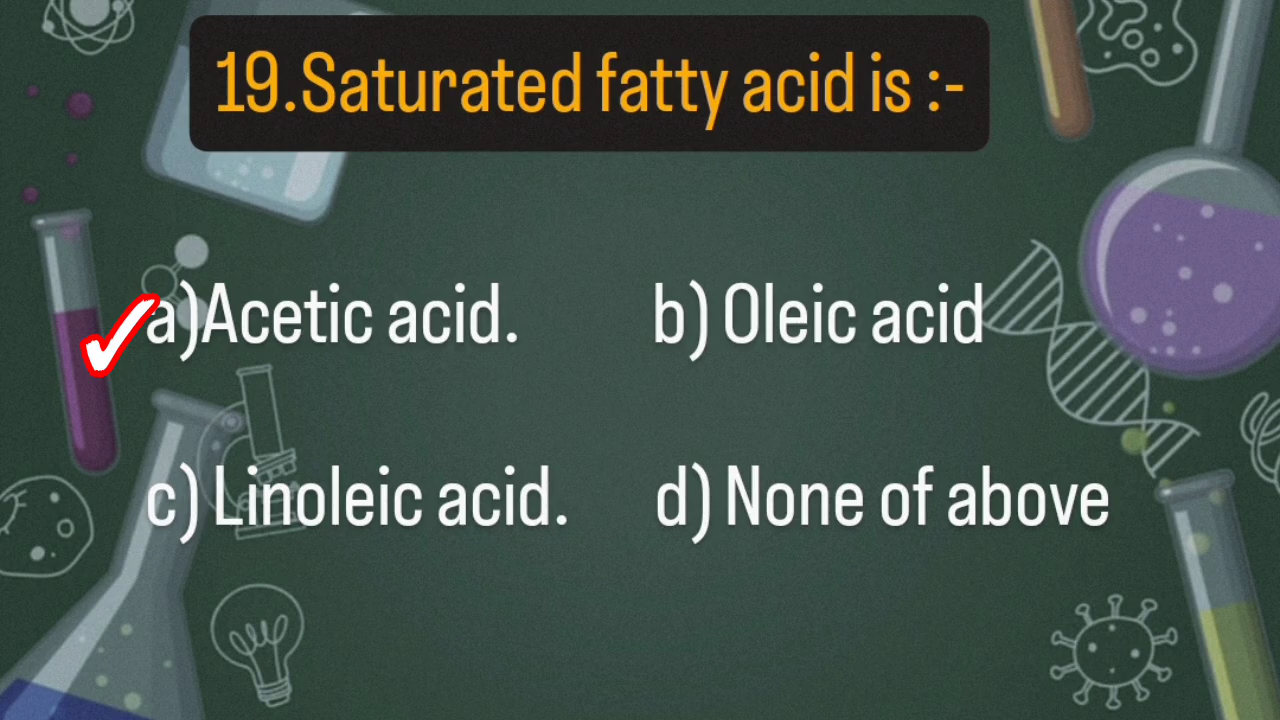 19.Saturated fatty acid is :-
a)Acetic acid. b) Oleic acid
c) Linoleic acid. d) None of above